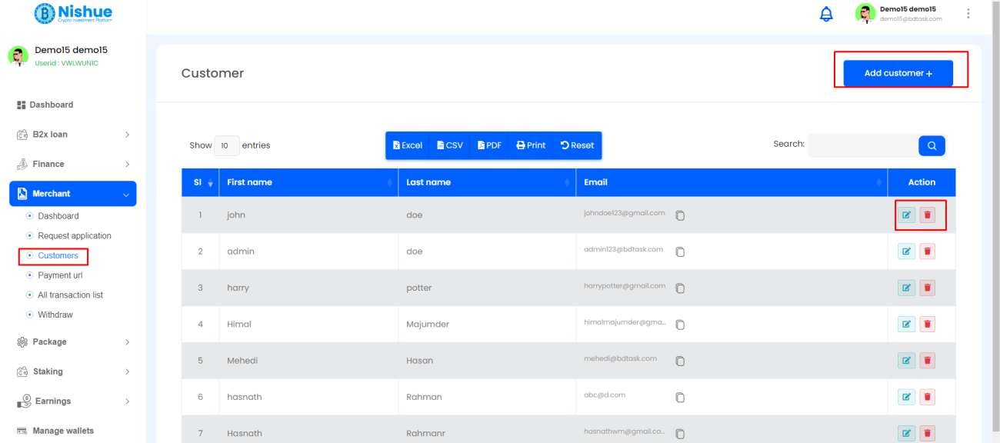 Nishue
Crypto Investment Platform
Demo15 demo15
demo15@bdtask.com
Demo15 demo15
Userid : VWLWUN1C
Dashboard
B2x loan
Finance
Merchant
Dashboard
Request application
Customers
Payment url
All transaction list
Withdraw
Package
Staking
Earnings
Manage wallets
Customer
Add customer +
Show 10 entries
Excel CSV PDF Print Reset
Search:
Sl First name Last name Email Action
1 john doe johndoe123@gmail.com
2 admin doe admin123@bdtask.com
3 harry potter harrypotter@gmail.com
4 Himal Majumder himalmajumder@gma...
5 Mehedi Hasan mehedi@bdtask.com
6 hasnath Rahman abc@d.com
7 Hasnath Rahmanr hasnathwm@gmail.co...